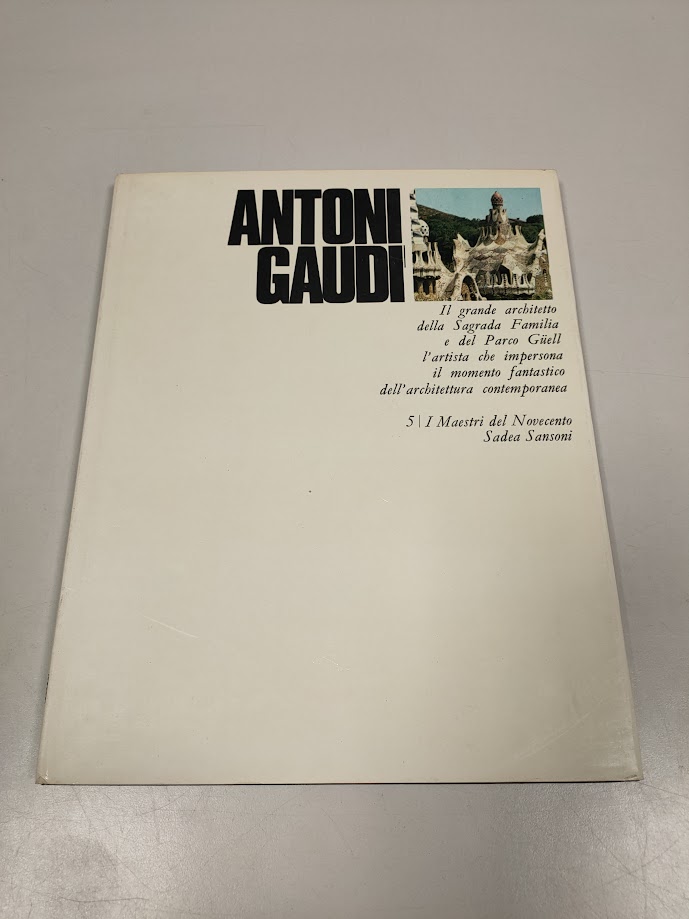 ANTONI
GAUDI
Il grande architetto
della Sagrada Familia
e del Parco Güell
l'artista che impersona
il momento fantastico
dell'architettura contemporanea
5 | I Maestri del Novecento
Sadea Sansoni